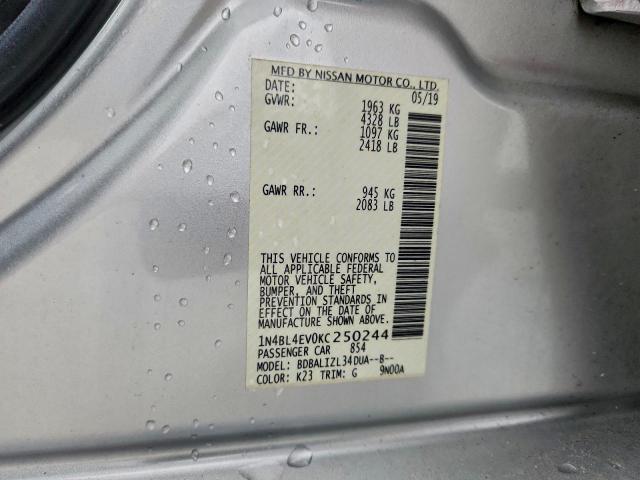 MFD BY NISSAN MOTOR CO., LTD.
DATE: 05/19
GVWR: 1963 KG
4328 LB
GAWR FR.: 1097 KG
2418 LB
GAWR RR.: 945 KG
2083 LB
THIS VEHICLE CONFORMS TO
ALL APPLICABLE FEDERAL
MOTOR VEHICLE SAFETY,
BUMPER, AND THEFT
PREVENTION STANDARDS IN
EFFECT ON THE DATE OF
MANUFACTURE SHOWN ABOVE.
1N4BL4EV0KC250244
PASSENGER CAR 854
MODEL: BDBALIZL34DUA--B--
COLOR: K23 TRIM: G 9N00A